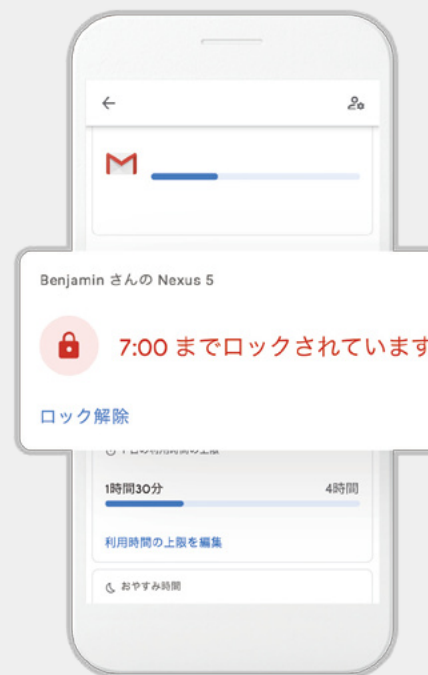 Benjamin さんの Nexus 5
7:00 までロックされています
ロック解除
1時間30分 4時間
利用時間の上限を編集
おやすみ時間